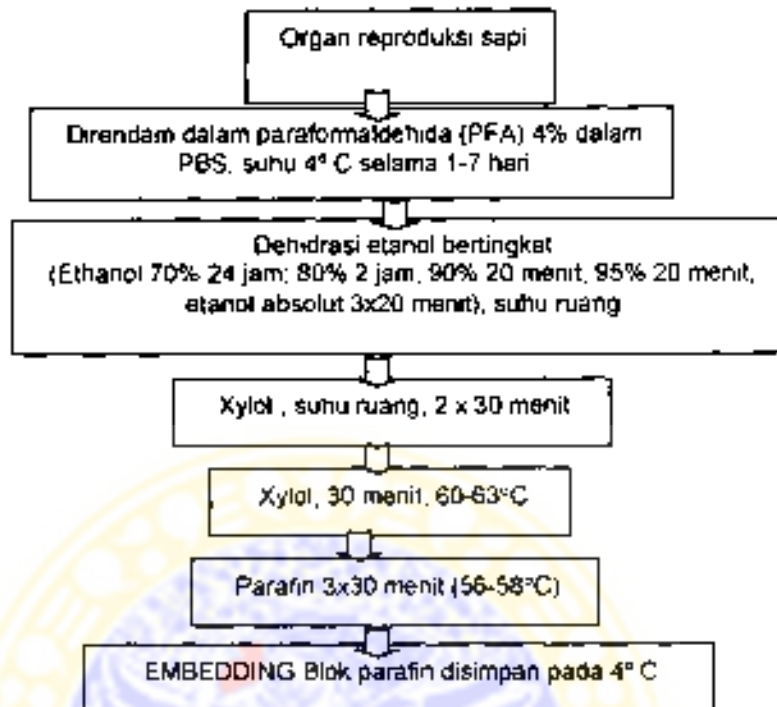 Organ reproduksi sapi
Direndam dalam paraformaldehida (PFA) 4% dalam
PBS, suhu 4° C selama 1-7 hari
Dehidrasi etanol bertingkat
(Ethanol 70% 24 jam; 80% 2 jam, 90% 20 menit, 95% 20 menit,
etanol absolut 3x20 menit), suhu ruang
Xylol , suhu ruang, 2 x 30 menit
Xylol, 30 menit, 60-63°C
Parafin 3x30 menit (56-58°C)
EMBEDDING Blok parafin disimpan pada 4° C